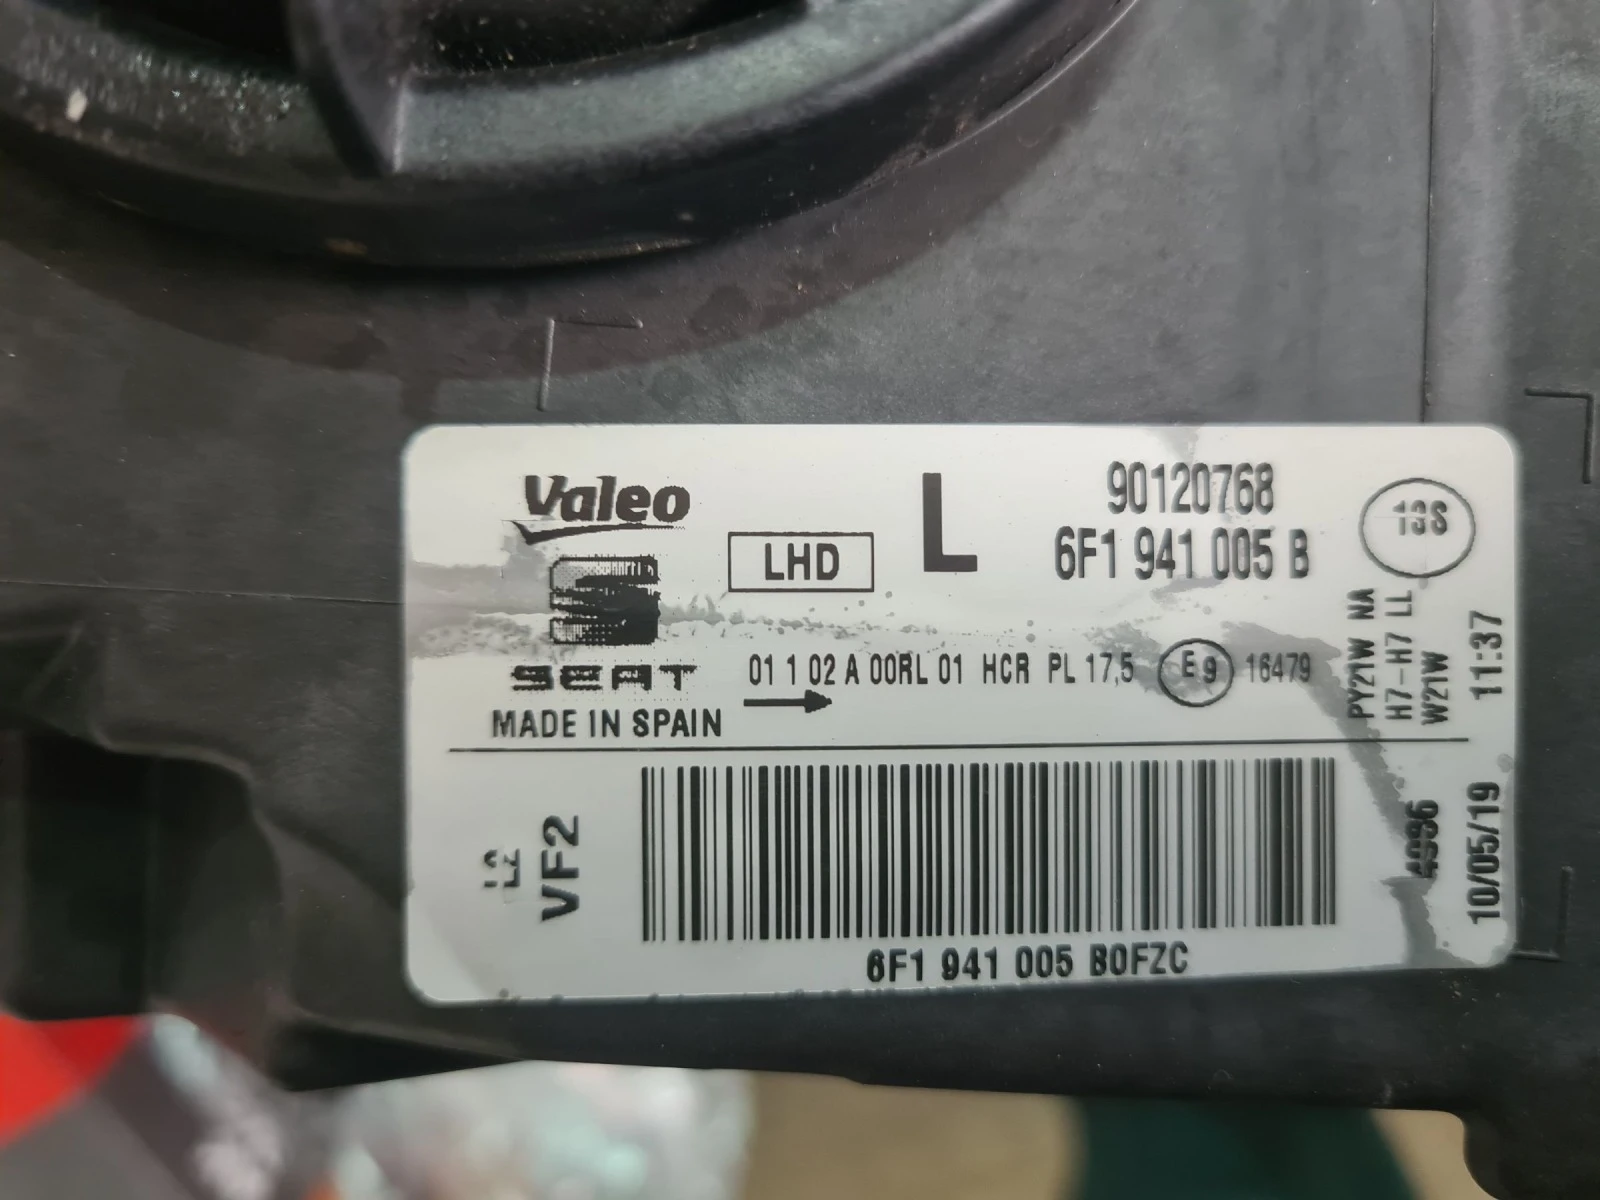 Valeo
LHD
L
90120768
6F1 941 005 B
SEAT
MADE IN SPAIN
01 1 02 A 00RL 01 HCR PL 17,5
E9
16479
PY21W NA
H7-H7 LL
W21W
11:37
L2
VF2
10/05/19
6F1 941 005 B0FZC